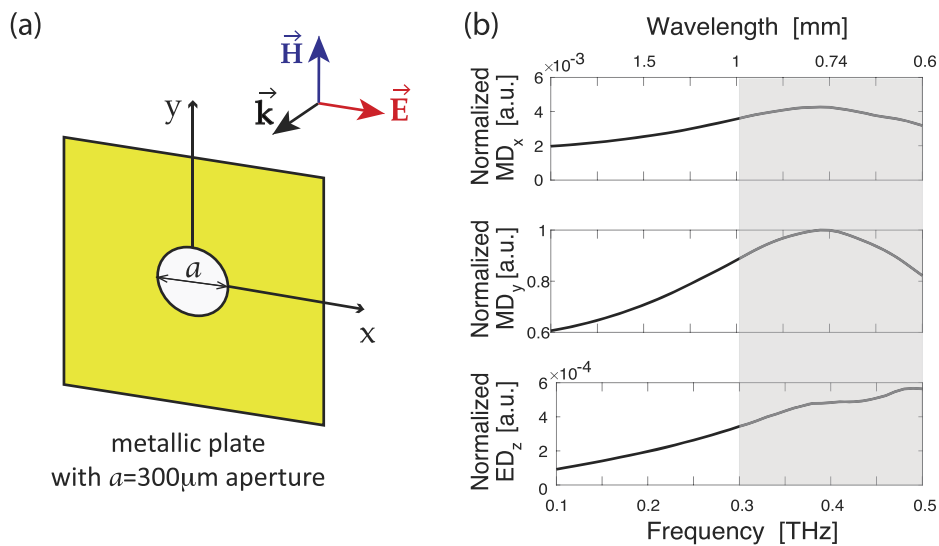 (a)
H
k
E
y
a
x
metallic plate
with a=300μm aperture
(b)
Wavelength [mm]
1.5 1 0.74 0.6
×10⁻³
Normalized
MDₓ [a.u.]
6
4
2
0
Normalized
MD_y [a.u.]
1
0.8
0.6
×10⁻⁴
Normalized
ED_z [a.u.]
6
4
2
0
0.1 0.2 0.3 0.4 0.5
Frequency [THz]